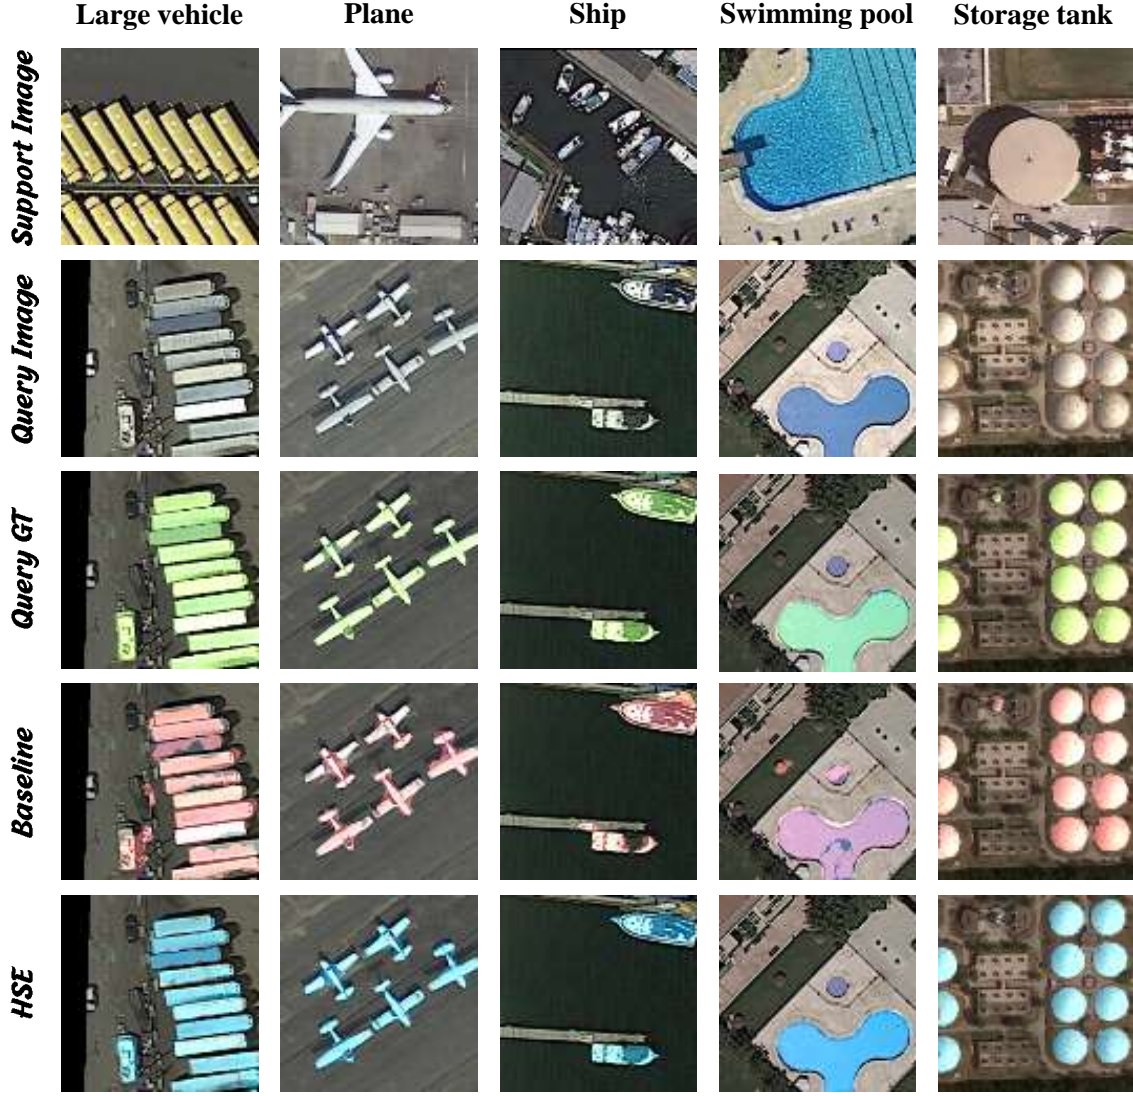 Large vehicle Plane Ship Swimming pool Storage tank
Support Image
Query Image
Query GT
Baseline
HSE